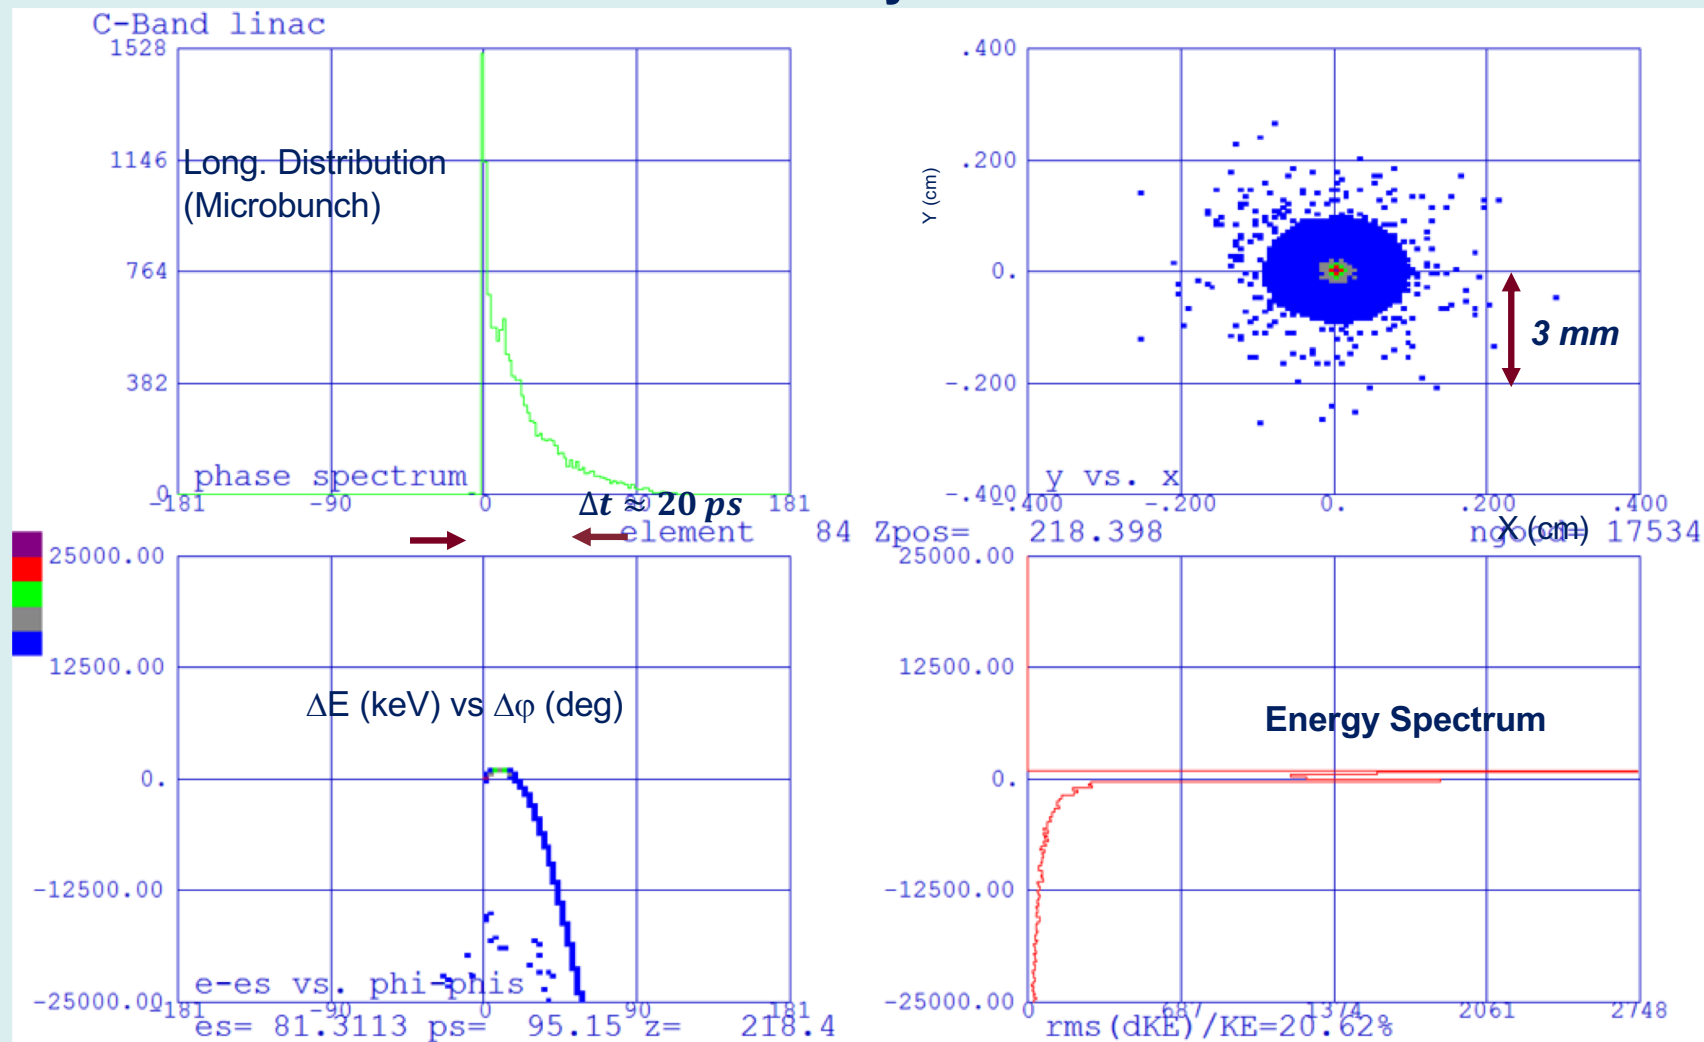 C-Band linac
1528
1146
764
382
0
Long. Distribution
(Microbunch)
phase spectrum
-181
-90
0
181
Δt ≈ 20 ps
.400
.200
0.
-.200
-.400
Y (cm)
3 mm
y vs. x
-.400
-.200
0.
.200
.400
X (cm)
element 84 Zpos= 218.398 17534
25000.00
12500.00
0.
-12500.00
-25000.00
ΔE (keV) vs Δφ (deg)
e-es vs. phi-phis
-181
-90
0
90
181
es= 81.3113 ps= 95.15 z= 218.4
25000.00
12500.00
0.
-12500.00
-25000.00
Energy Spectrum
0
687
1374
2061
2748
rms(dKE)/KE=20.62%